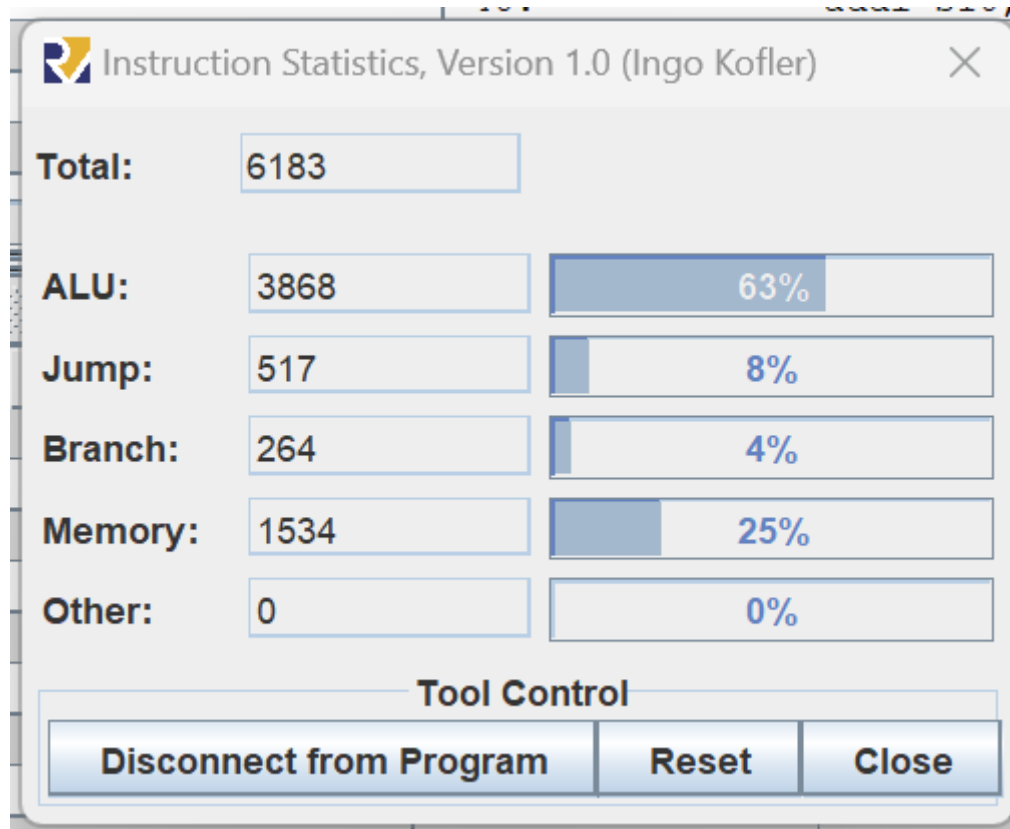 Instruction Statistics, Version 1.0 (Ingo Kofler)
Total: 6183
ALU: 3868 63%
Jump: 517 8%
Branch: 264 4%
Memory: 1534 25%
Other: 0 0%
Tool Control
Disconnect from Program Reset Close